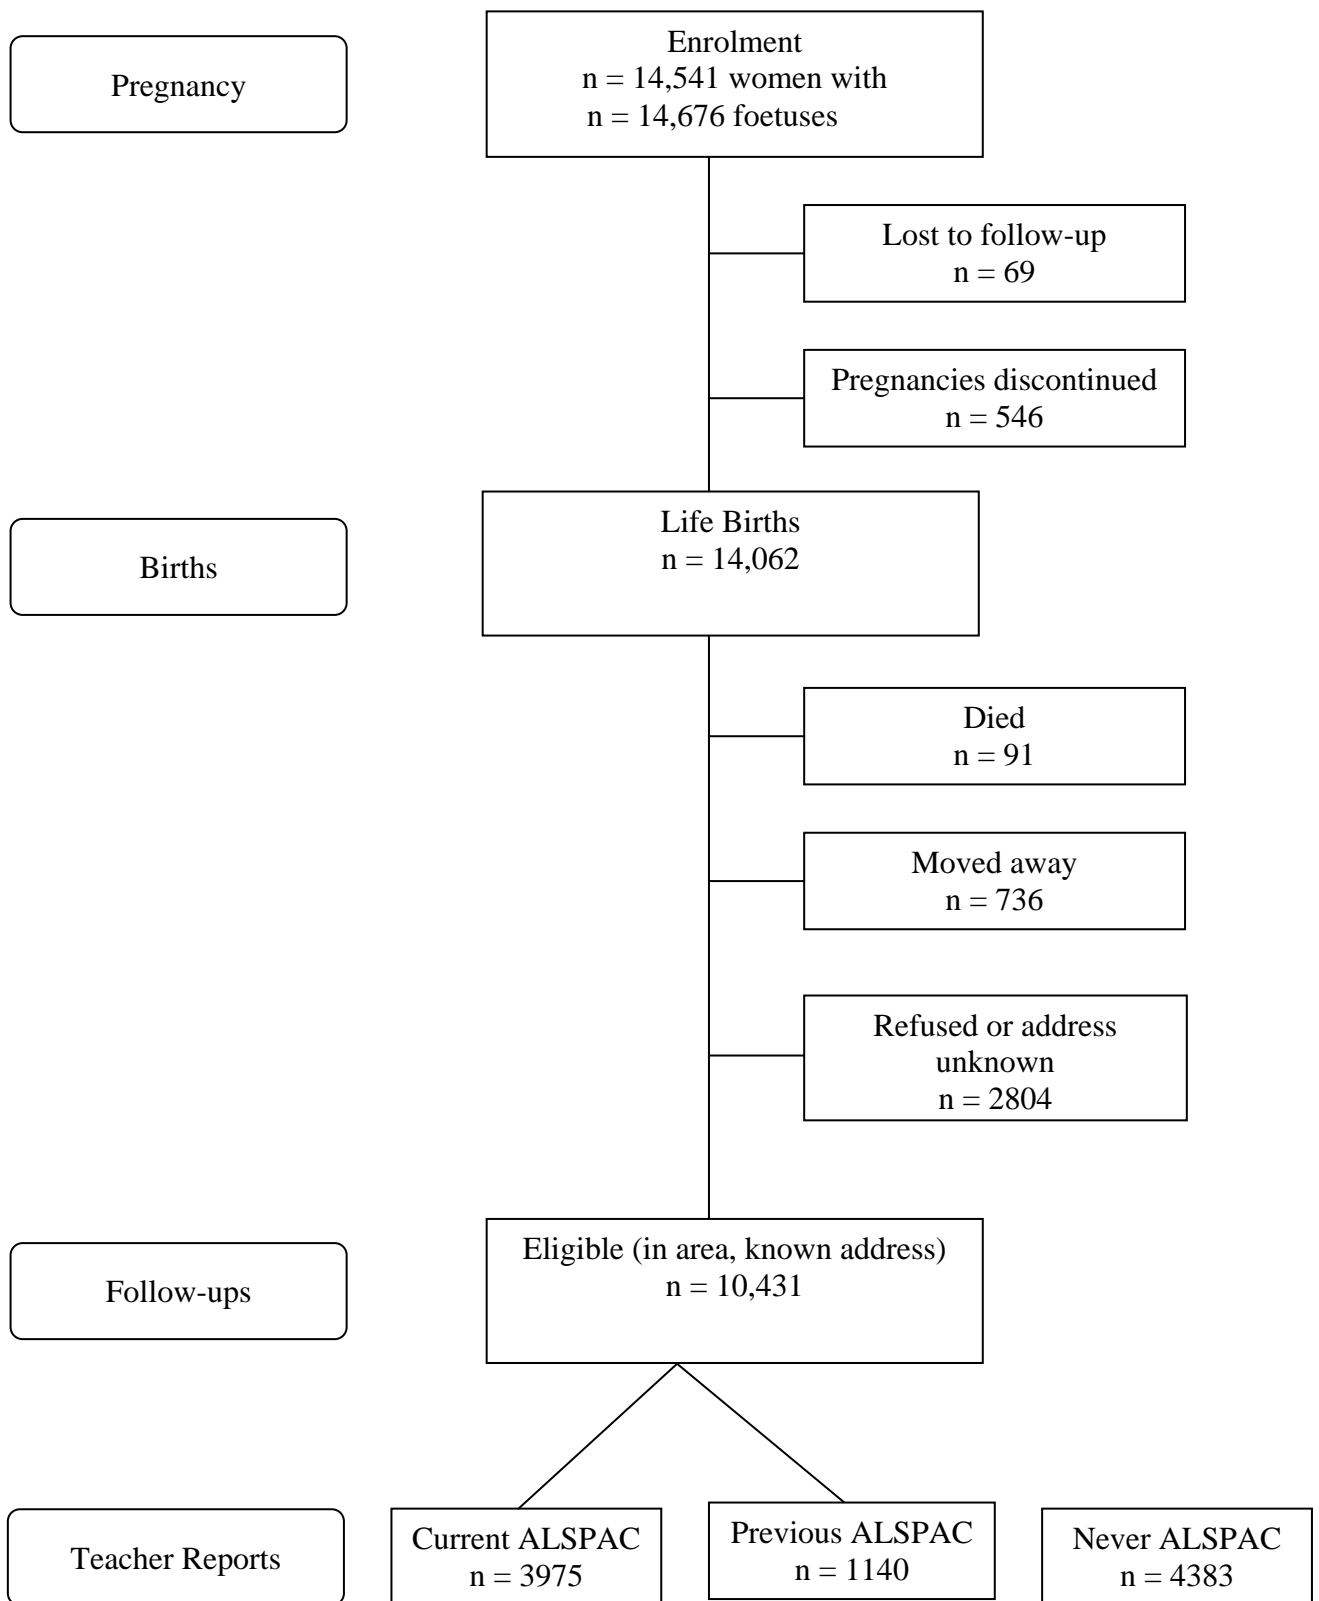 Pregnancy
Enrolment
n = 14,541 women with
n = 14,676 foetuses
Lost to follow-up
n = 69
Pregnancies discontinued
n = 546
Births
Life Births
n = 14,062
Died
n = 91
Moved away
n = 736
Refused or address
unknown
n = 2804
Follow-ups
Eligible (in area, known address)
n = 10,431
Teacher Reports
Current ALSPAC
n = 3975
Previous ALSPAC
n = 1140
Never ALSPAC
n = 4383